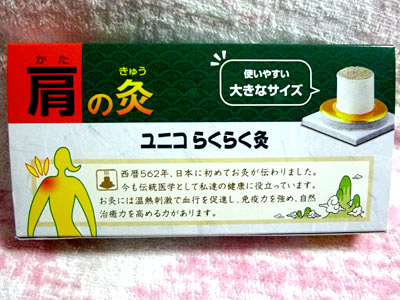 かた
肩の灸
きゅう
使いやすい
大きなサイズ
ユニコ らくらく灸
西暦562年、日本に初めてお灸が伝わりました。
今も伝統医学として私達の健康に役立っています。
お灸には温熱刺激で血行を促進し、免疫力を強め、自然
治癒力を高める力があります。